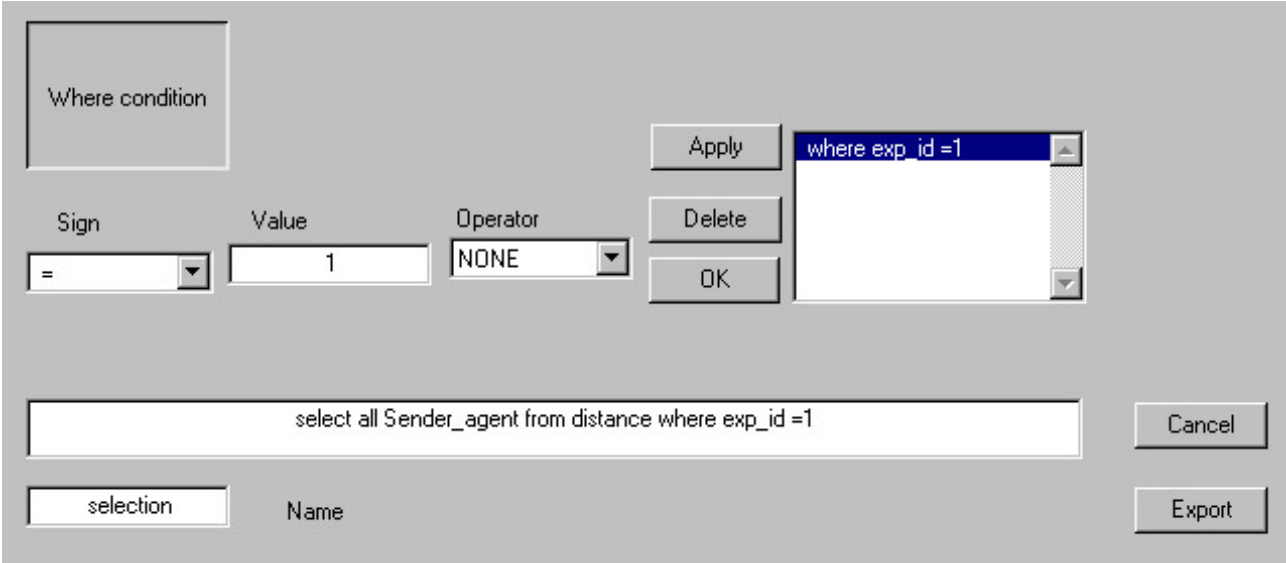 Where condition
Apply
where exp_id =1
Sign
Value
Operator
Delete
=
1
NONE
OK
select all Sender_agent from distance where exp_id =1
Cancel
selection
Name
Export